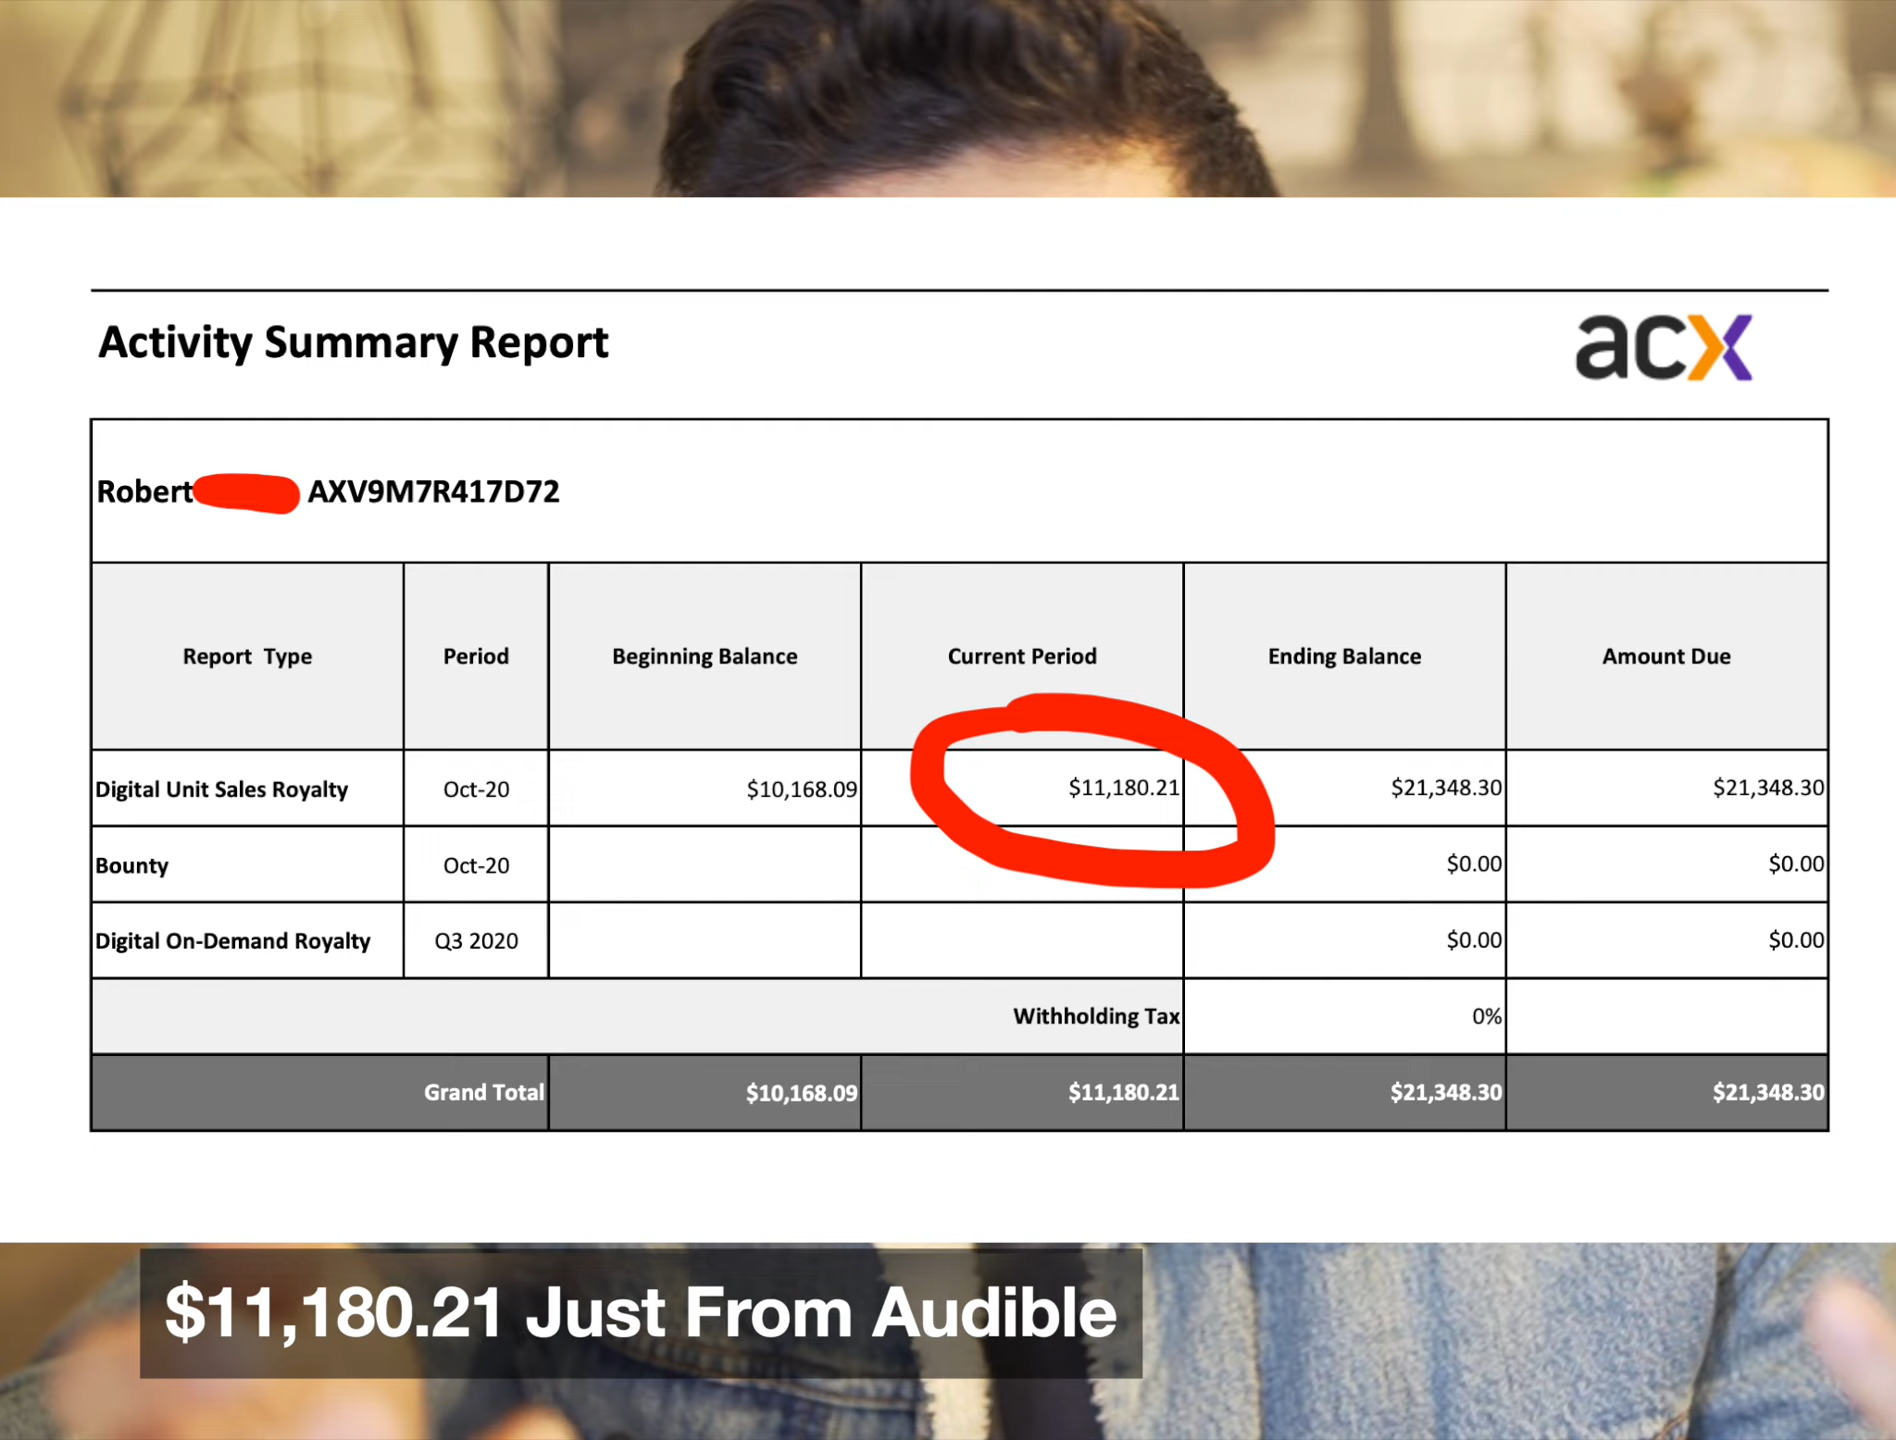 Activity Summary Report
acx
Robert AXV9M7R417D72
Report Type Period Beginning Balance Current Period Ending Balance Amount Due
Digital Unit Sales Royalty Oct-20 $10,168.09 $11,180.21 $21,348.30 $21,348.30
Bounty Oct-20 $0.00 $0.00
Digital On-Demand Royalty Q3 2020 $0.00 $0.00
Withholding Tax 0%
Grand Total $10,168.09 $11,180.21 $21,348.30 $21,348.30
$11,180.21 Just From Audible